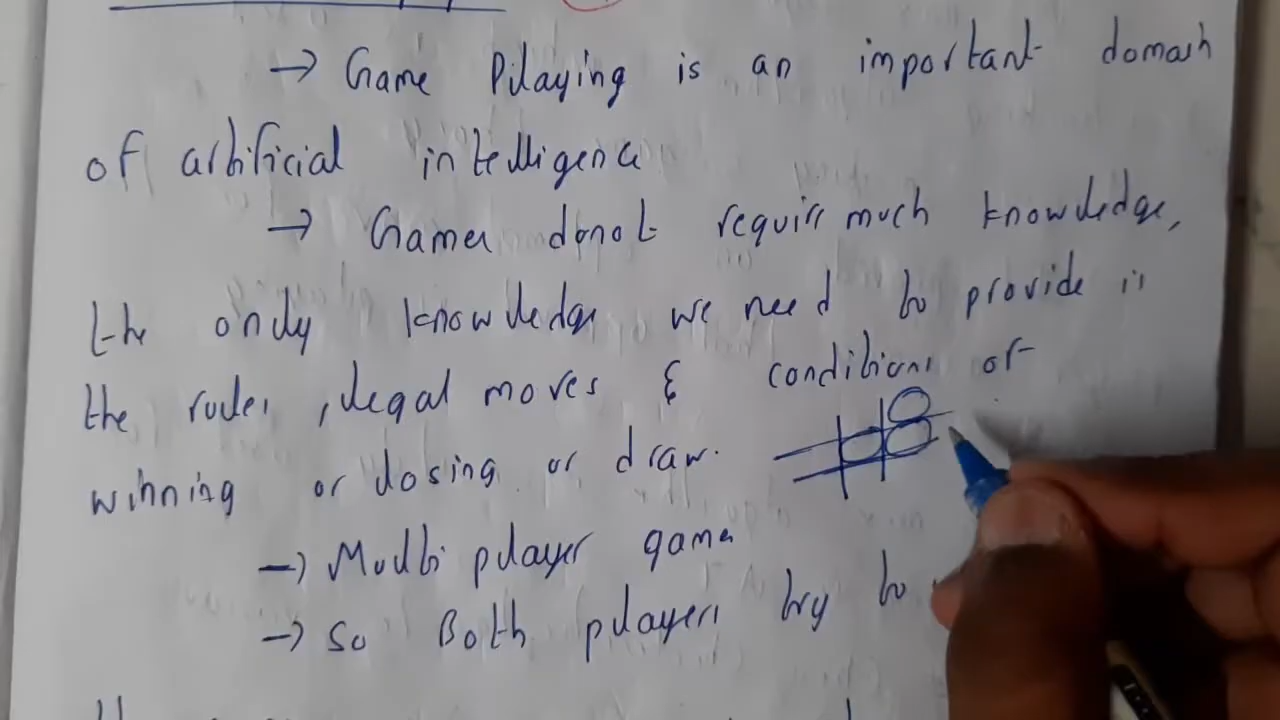 → Game Playing is an important domain
of artificial intelligence
→ Games donot require much knowledge,
the only knowledge we need to provide is
the rules, legal moves & conditions of
winning or losing or draw.
→ Multi player game
→ So Both players try to